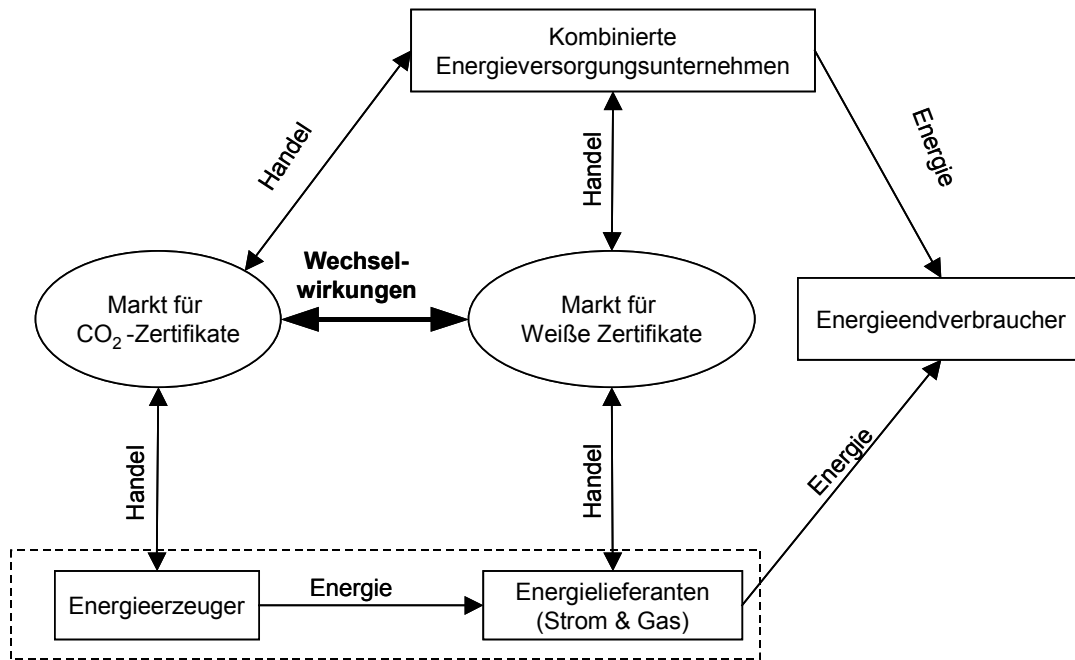 Kombinierte
Energieversorgungsunternehmen
Handel
Handel
Energie
Wechsel-
wirkungen
Markt für
CO₂-Zertifikate
Markt für
Weiße Zertifikate
Energieendverbraucher
Handel
Handel
Energie
Energieerzeuger
Energie
Energielieferanten
(Strom & Gas)